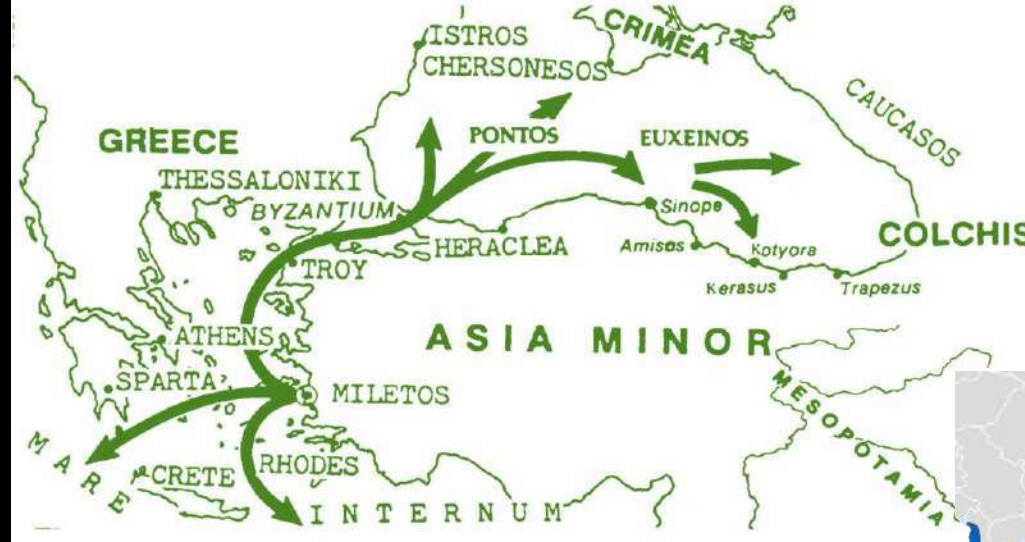 ISTROS
CRIMEA
CHERSONESOS
CAUCASOS
PONTOS
EUXEINOS
GREECE
THESSALONIKI
BYZANTIUM
Sinope
HERACLEA
Amisos
Kotyora
COLCHIS
TROY
Kerasus
Trapezus
ATHENS
ASIA MINOR
SPARTA
MILETOS
MESOPOTAMIA
MARE
CRETE
RHODES
INTERNUM